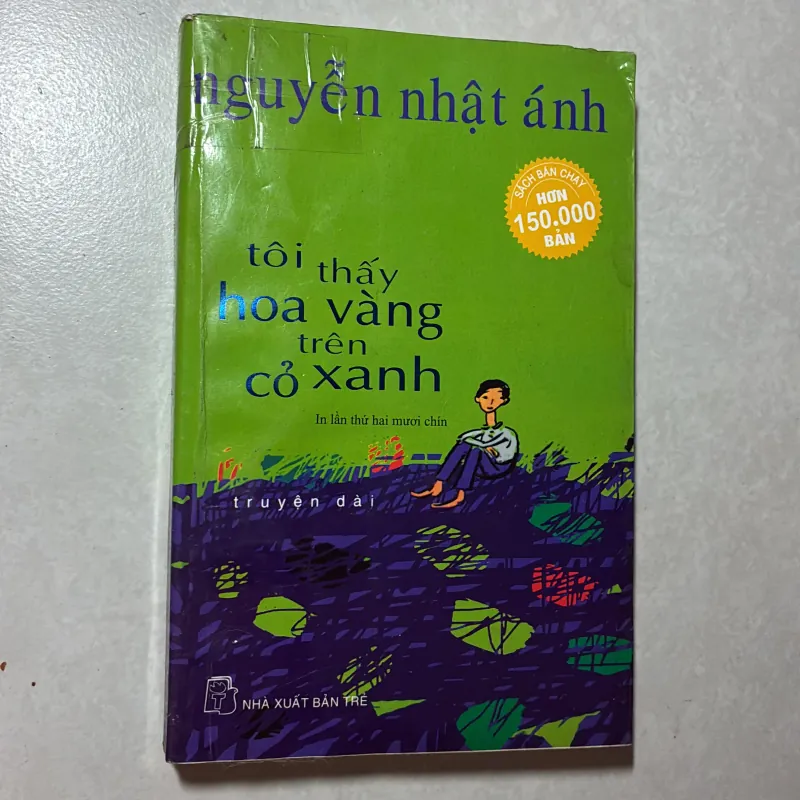 nguyễn nhật ánh
SÁCH BÁN CHẠY
HƠN
150.000
BẢN
tôi thấy
hoa vàng
trên
cỏ xanh
In lần thứ hai mươi chín
truyện dài
NHÀ XUẤT BẢN TRẺ